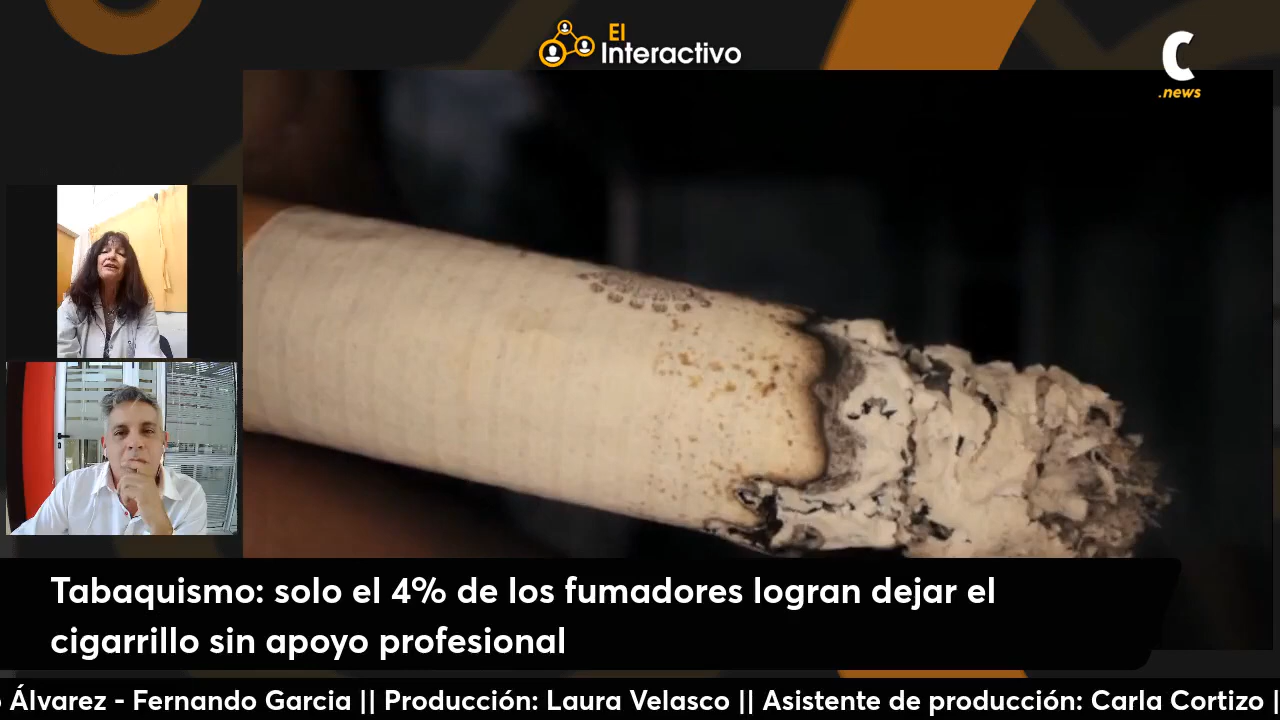 El
Interactivo
C
.news
Tabaquismo: solo el 4% de los fumadores logran dejar el
cigarrillo sin apoyo profesional
Álvarez - Fernando Garcia || Producción: Laura Velasco || Asistente de producción: Carla Cortizo |